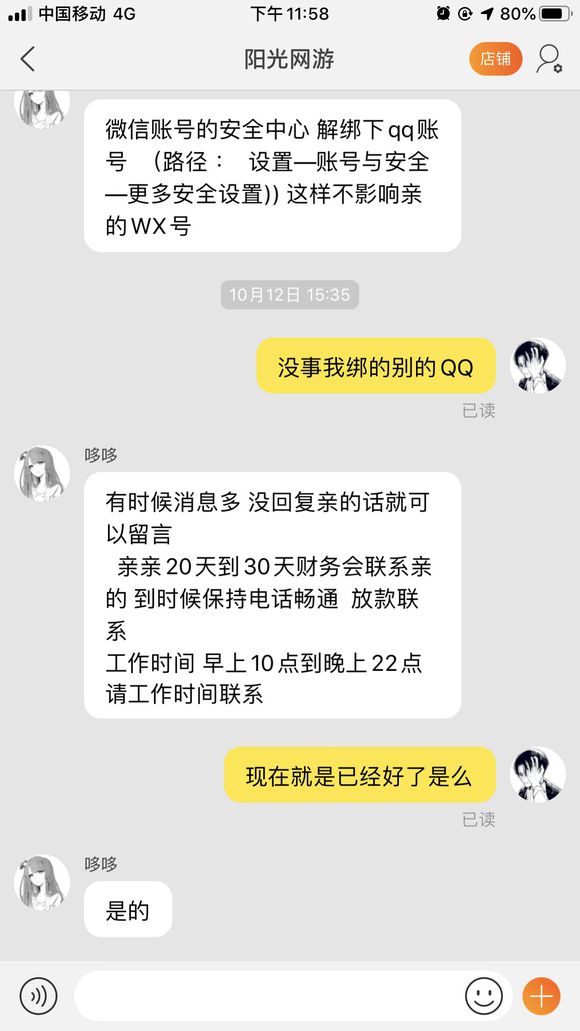 中国移动 4G
下午11:58
80%
阳光网游
店铺
微信账号的安全中心 解绑下qq账
号 （路径： 设置—账号与安全
—更多安全设置)) 这样不影响亲
的WX号
10月12日 15:35
没事我绑的别的QQ
已读
哆哆
有时候消息多 没回复亲的话就可
以留言
亲亲20天到30天财务会联系亲
的 到时候保持电话畅通 放款联
系
工作时间 早上10点到晚上22点
请工作时间联系
现在就是已经好了是么
已读
哆哆
是的